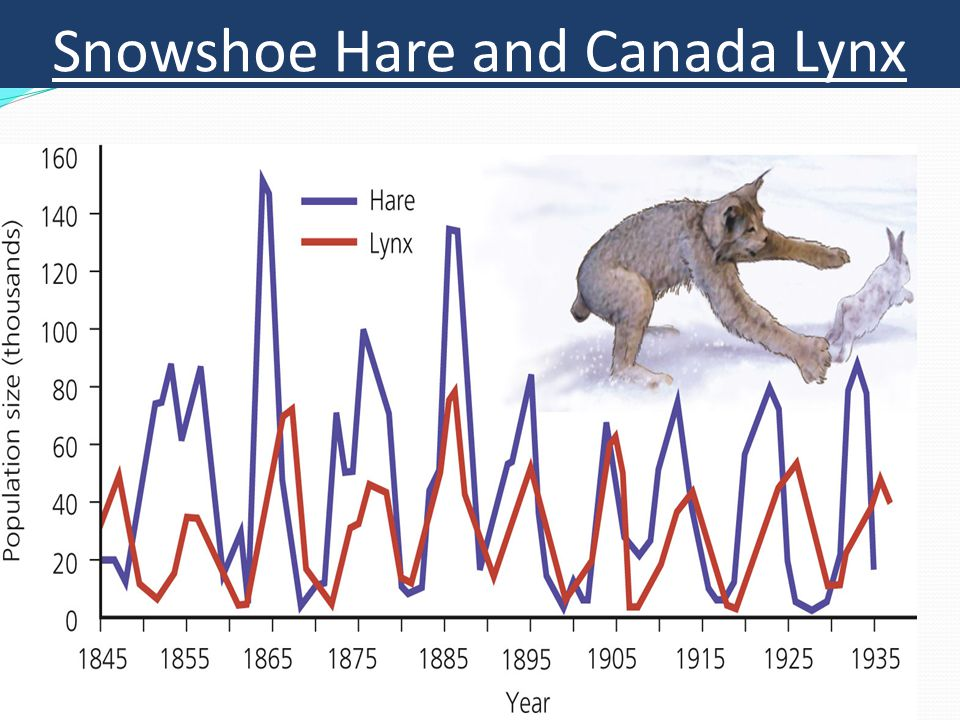 Snowshoe Hare and Canada Lynx
Population size (thousands)
160
140
120
100
80
60
40
20
0
Hare
Lynx
1845 1855 1865 1875 1885 1895 1905 1915 1925 1935
Year